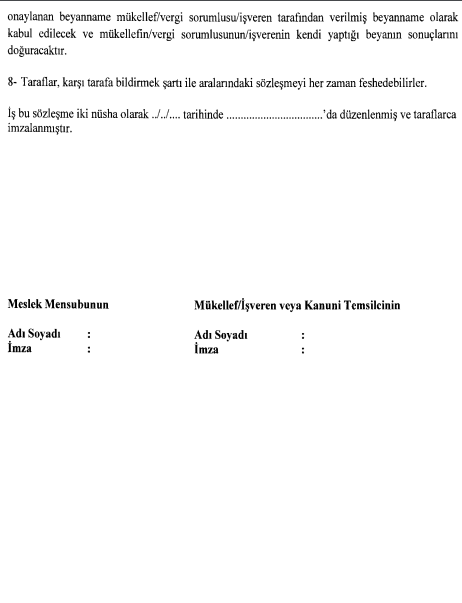 onaylanan beyanname mükellef/vergi sorumlusu/işveren tarafından verilmiş beyanname olarak
kabul edilecek ve mükellefin/vergi sorumlusunun/işverenin kendi yaptığı beyanın sonuçlarını
doğuracaktır.
8- Taraflar, karşı tarafa bildirmek şartı ile aralarındaki sözleşmeyi her zaman feshedebilirler.
İş bu sözleşme iki nüsha olarak ../../.... tarihinde .................................'da düzenlenmiş ve taraflarca
imzalanmıştır.
Meslek Mensubunun Mükellef/İşveren veya Kanuni Temsilcinin
Adı Soyadı : Adı Soyadı :
İmza : İmza :